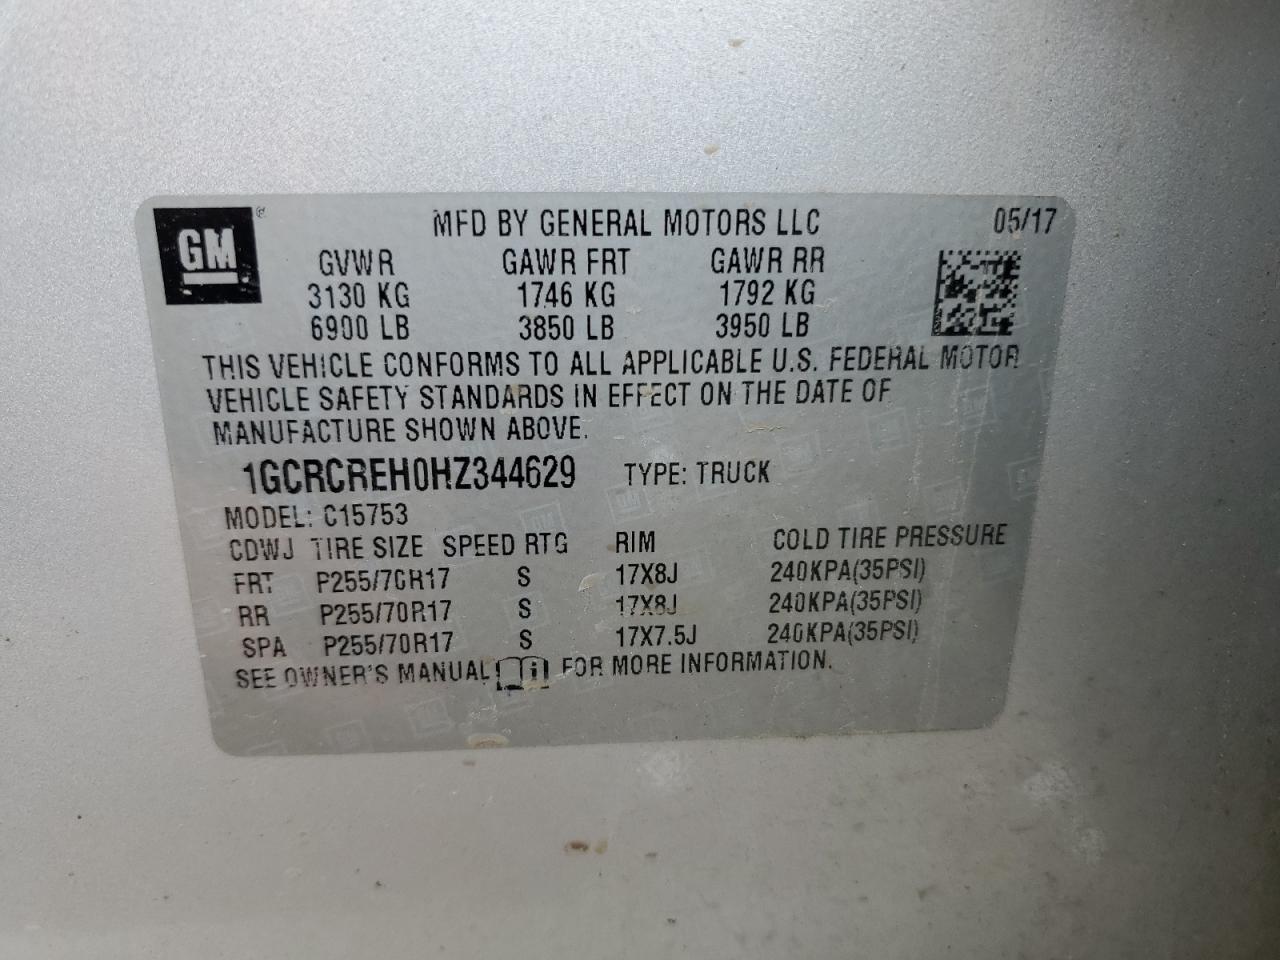 GM ® MFD BY GENERAL MOTORS LLC 05/17
GVWR GAWR FRT GAWR RR
3130 KG 1746 KG 1792 KG
6900 LB 3850 LB 3950 LB
THIS VEHICLE CONFORMS TO ALL APPLICABLE U.S. FEDERAL MOTOR
VEHICLE SAFETY STANDARDS IN EFFECT ON THE DATE OF
MANUFACTURE SHOWN ABOVE.
1GCRCREH0HZ344629 TYPE: TRUCK
MODEL: C15753
CDWJ TIRE SIZE SPEED RTG RIM COLD TIRE PRESSURE
FRT P255/70R17 S 17X8J 240KPA(35PSI)
RR P255/70R17 S 17X8J 240KPA(35PSI)
SPA P255/70R17 S 17X7.5J 240KPA(35PSI)
SEE OWNER'S MANUAL i FOR MORE INFORMATION.